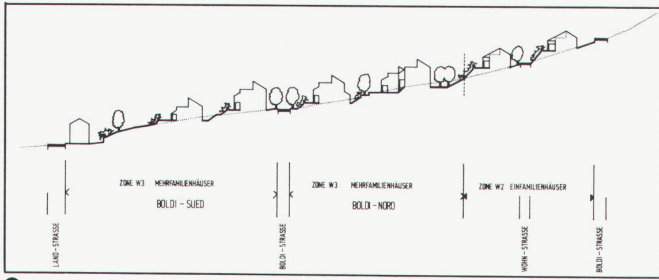 ZONE W3 MEHRFAMILIENHÄUSER
BOLDI - SUED
ZONE W3 MEHRFAMILIENHÄUSER
BOLDI - NORD
ZONE W2 EINFAMILIENHÄUSER
LAND - STRASSE
BOLDI - STRASSE
WOHN - STRASSE
BOLDI - STRASSE